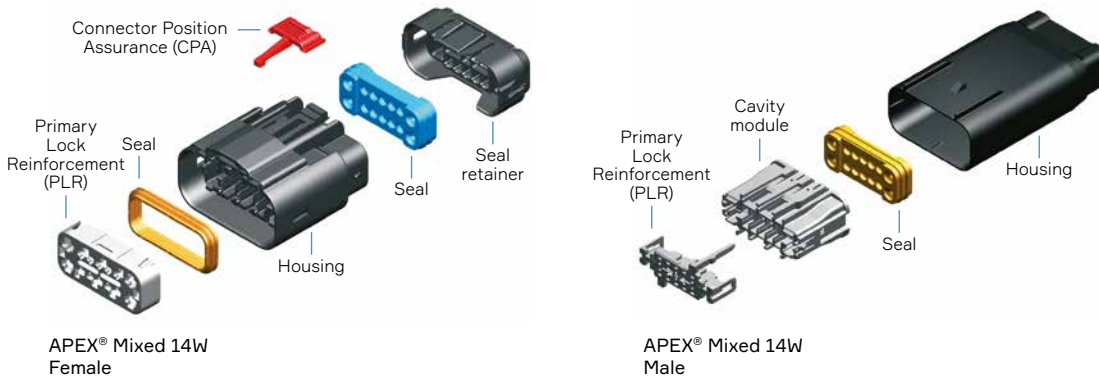 Connector Position
Assurance (CPA)
Primary
Lock
Reinforcement
(PLR)
Seal
Housing
Seal
Seal
retainer
APEX® Mixed 14W
Female
Primary
Lock
Reinforcement
(PLR)
Cavity
module
Seal
Housing
APEX® Mixed 14W
Male